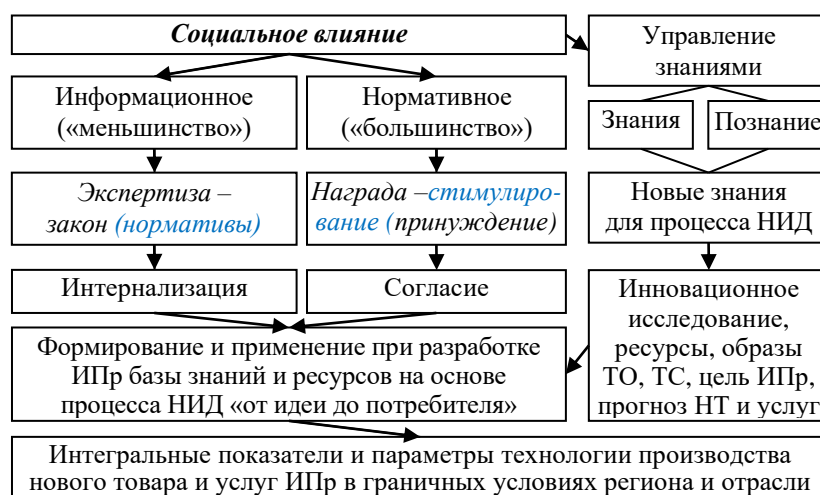 Социальное влияние
Управление
знаниями
Информационное
(«меньшинство»)
Нормативное
(«большинство»)
Знания
Познание
Экспертиза –
закон (нормативы)
Награда –стимулиро-
вание (принуждение)
Новые знания
для процесса НИД
Интернализация
Согласие
Инновационное
исследование,
ресурсы, образы
ТО, ТС, цель ИПр,
прогноз НТ и услуг
Формирование и применение при разработке
ИПр базы знаний и ресурсов на основе
процесса НИД «от идеи до потребителя»
Интегральные показатели и параметры технологии производства
нового товара и услуг ИПр в граничных условиях региона и отрасли